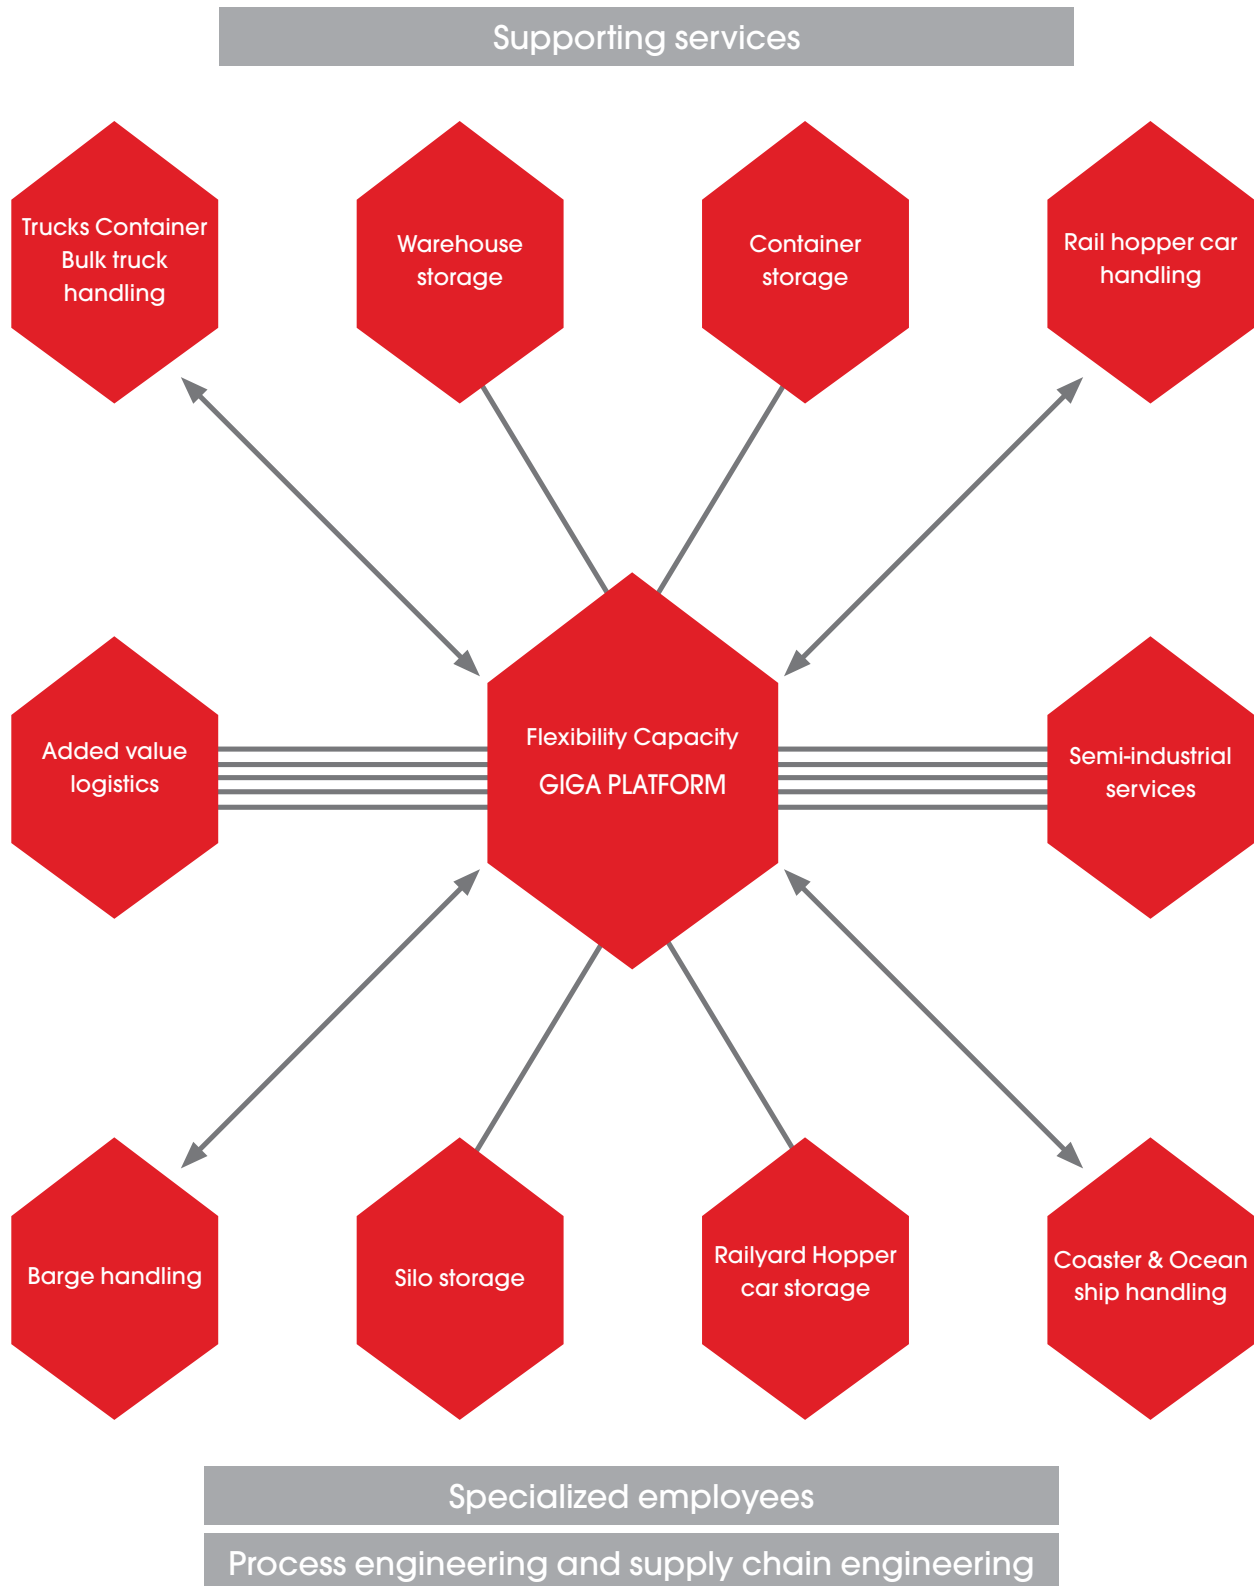 Supporting services
Trucks Container
Bulk truck
handling
Warehouse
storage
Container
storage
Rail hopper car
handling
Added value
logistics
Flexibility Capacity
GIGA PLATFORM
Semi-industrial
services
Barge handling
Silo storage
Railyard Hopper
car storage
Coaster & Ocean
ship handling
Specialized employees
Process engineering and supply chain engineering